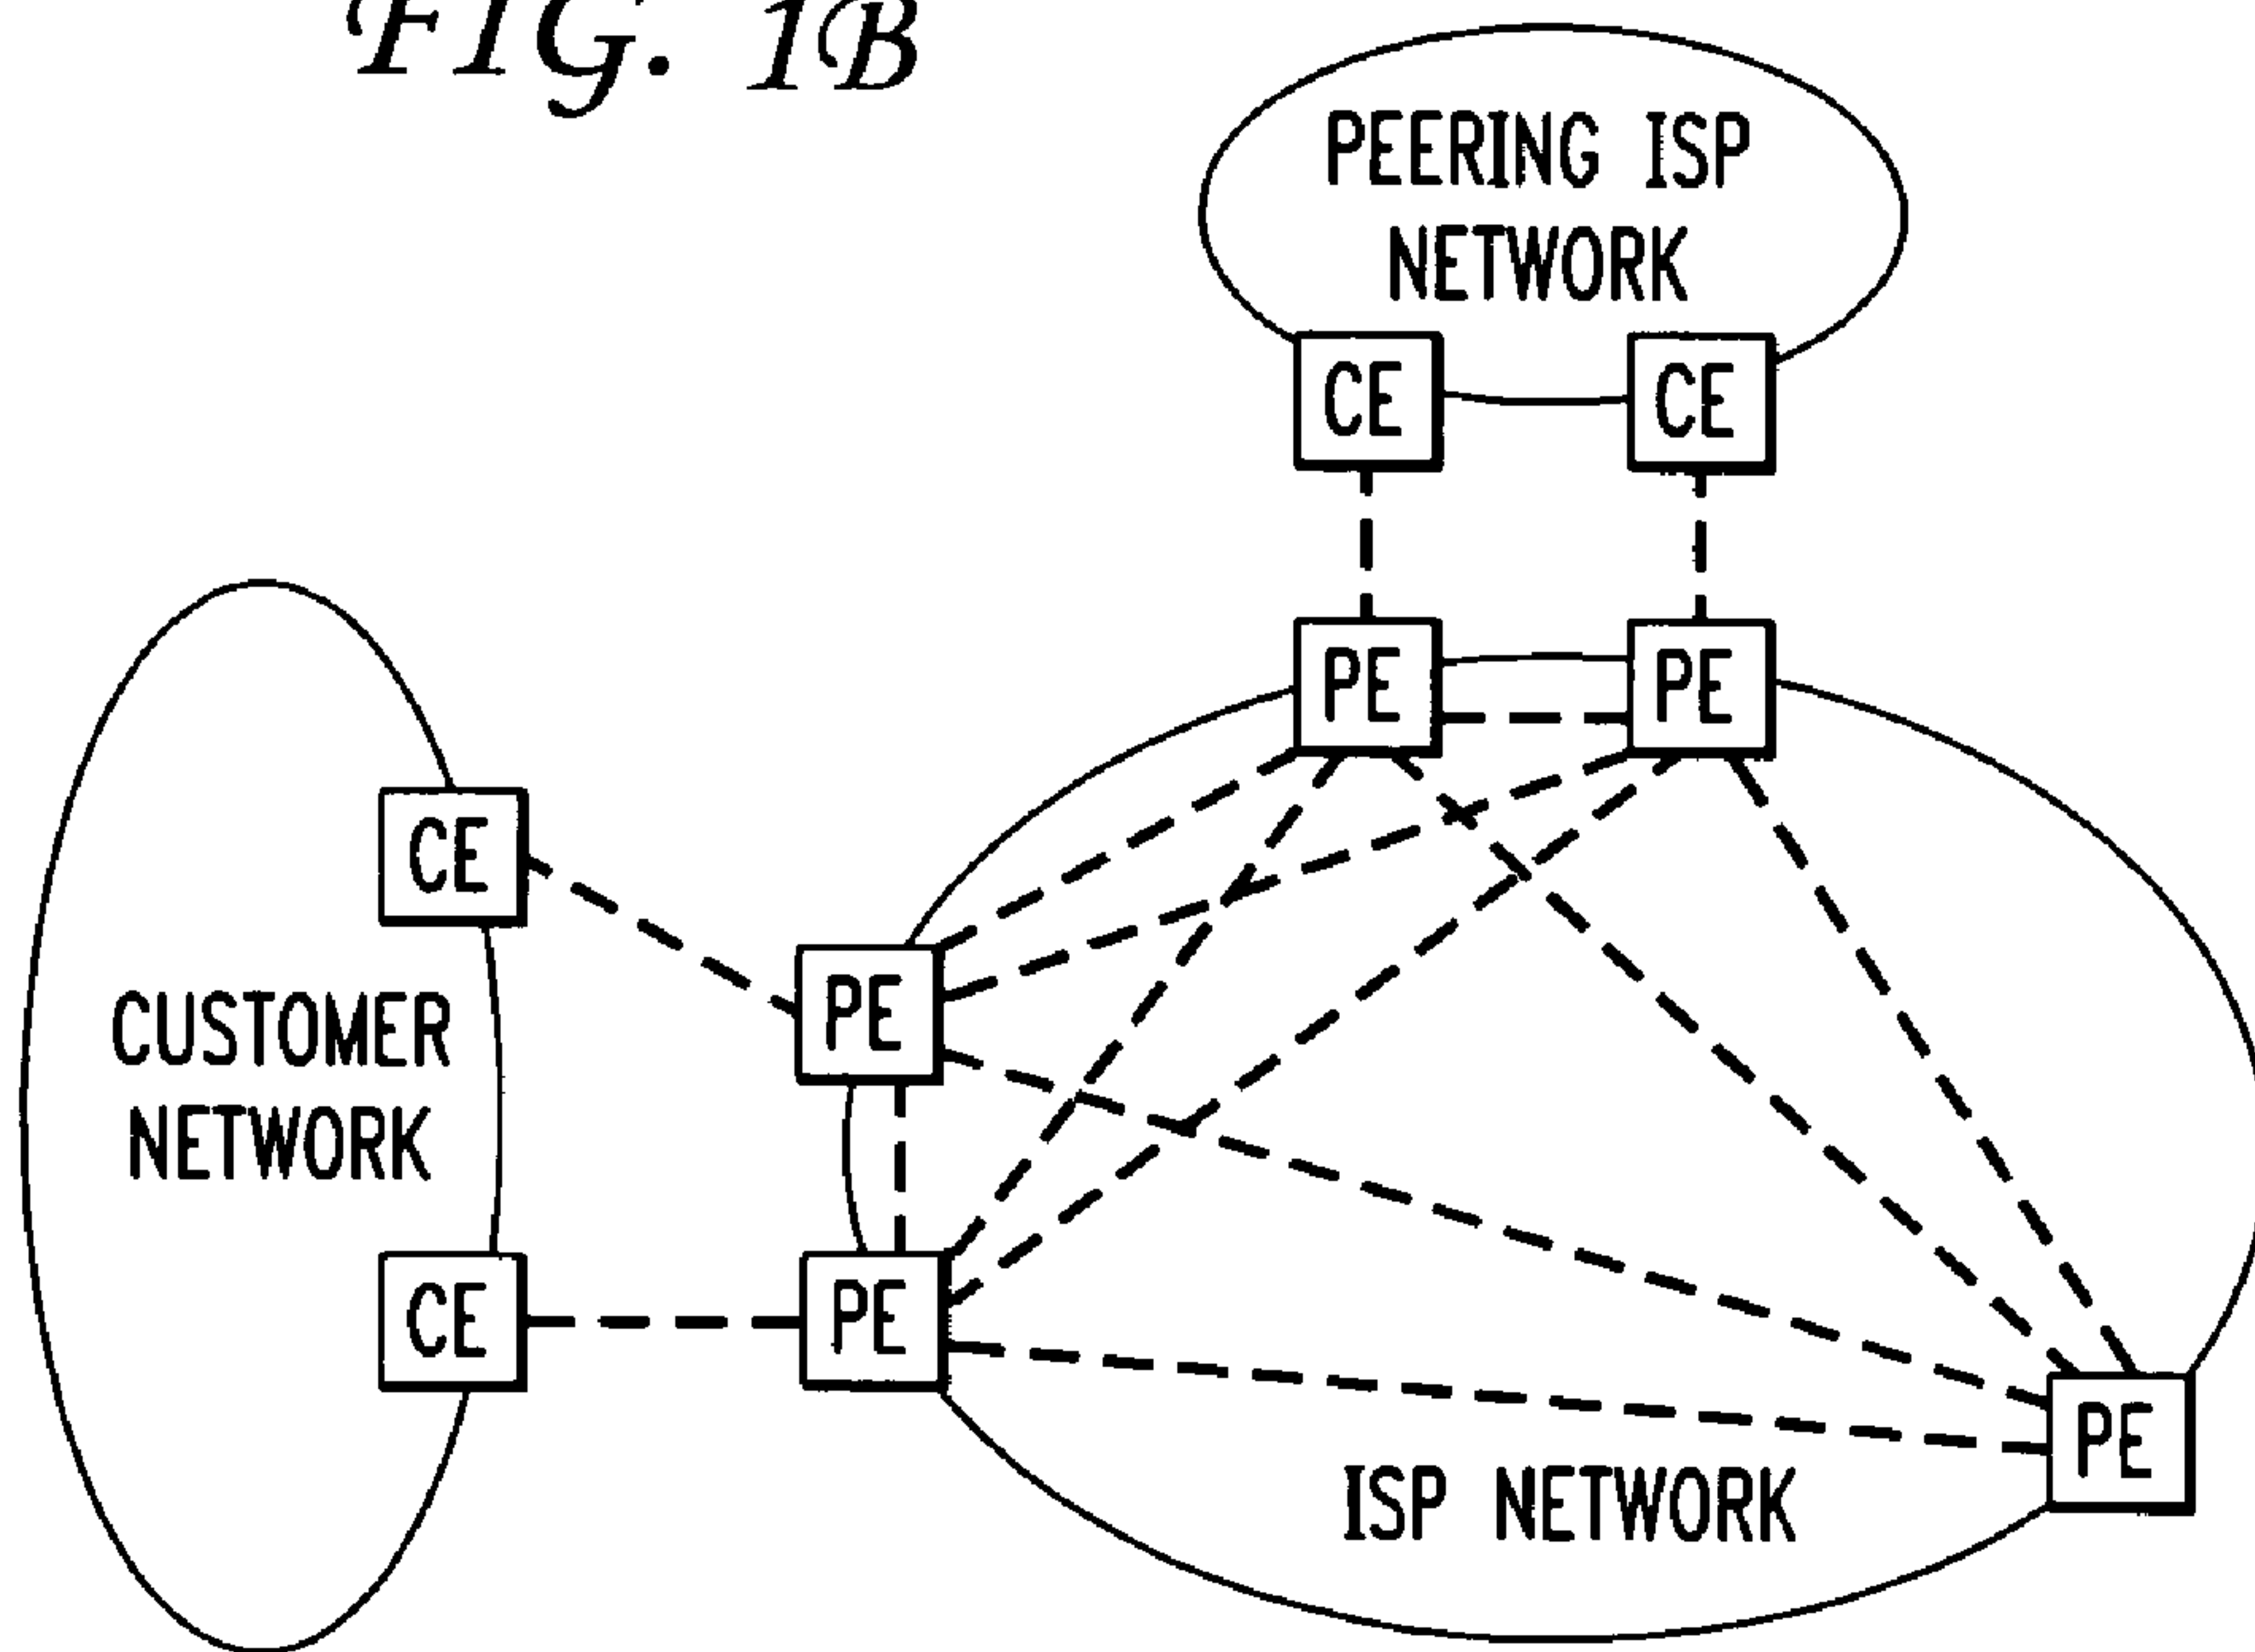 FIG. 1B
PEERING ISP
NETWORK
CE
CE
PE
PE
CE
PE
CUSTOMER
NETWORK
CE
PE
PE
ISP NETWORK